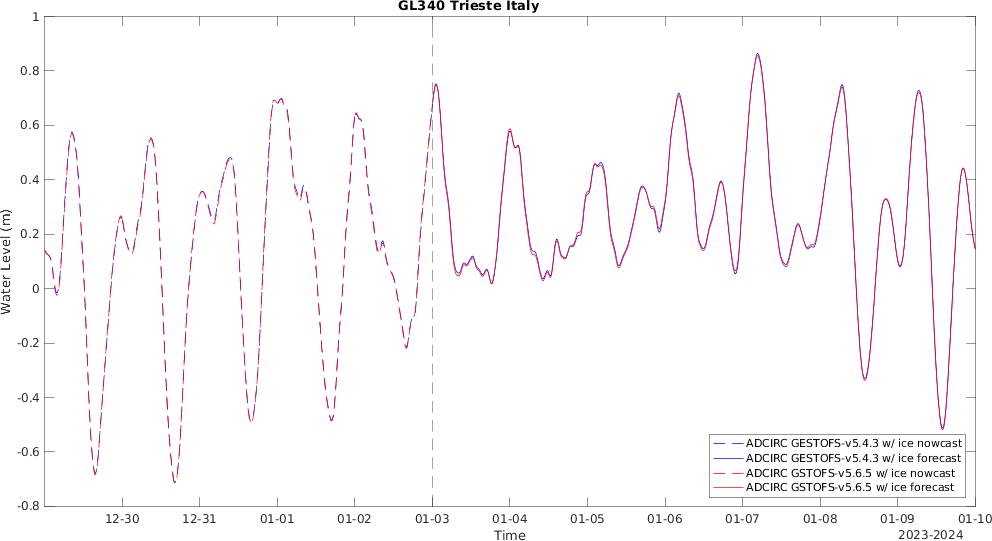 GL340 Trieste Italy
1
0.8
0.6
0.4
0.2
0
-0.2
-0.4
-0.6
-0.8
Water Level (m)
ADCIRC GESTOFS-v5.4.3 w/ ice nowcast
ADCIRC GESTOFS-v5.4.3 w/ ice forecast
ADCIRC GSTOFS-v5.6.5 w/ ice nowcast
ADCIRC GSTOFS-v5.6.5 w/ ice forecast
12-30 12-31 01-01 01-02 01-03 01-04 01-05 01-06 01-07 01-08 01-09 01-10
Time
2023-2024